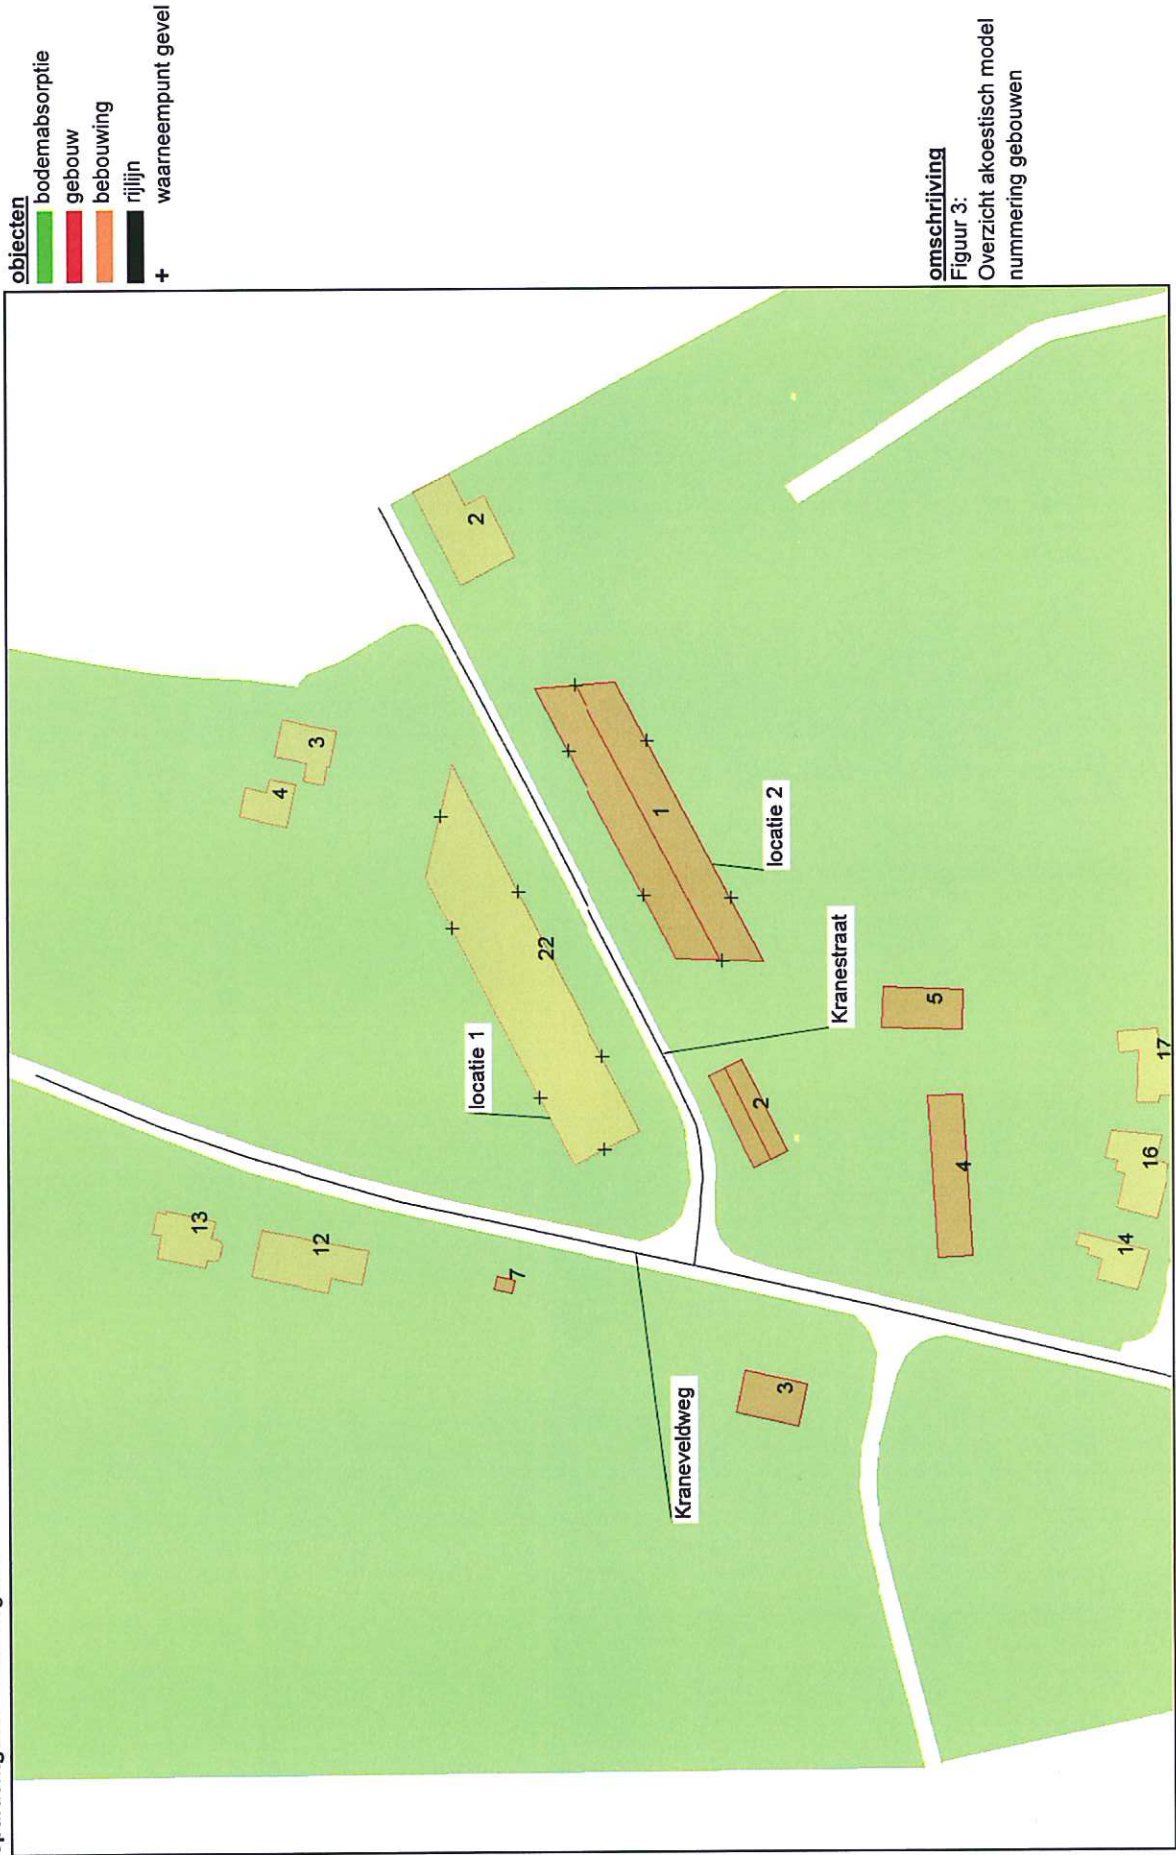 objecten
bodemabsorptie
gebouw
bebouwing
rijlijn
+ waarneempunt gevel
omschrijving
Figuur 3:
Overzicht akoestisch model
nummering gebouwen
13
12
7
3
Kraneveldweg
locatie 1
22
4
3
2
1
locatie 2
Kranestraat
2
5
4
14
16
17